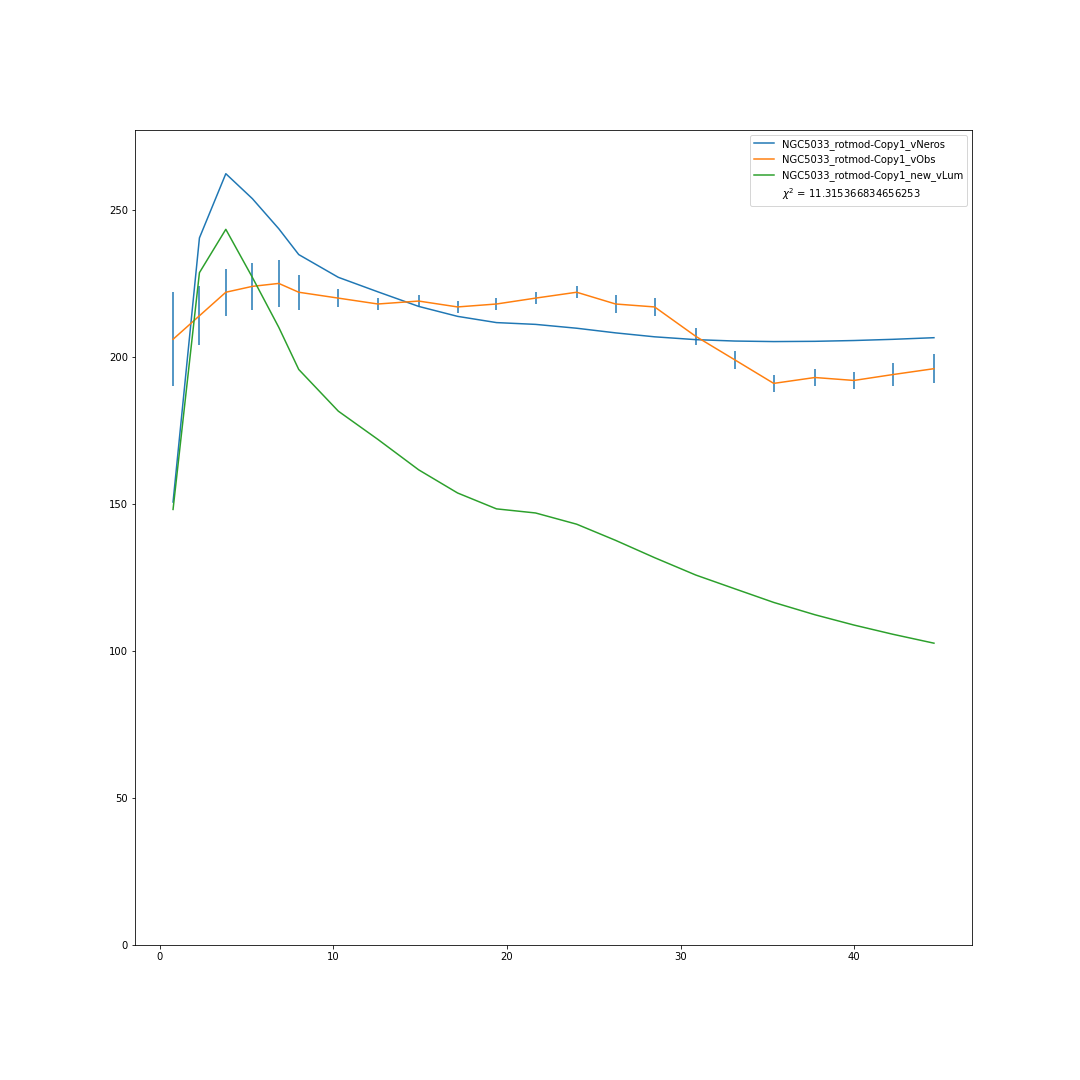 NGC5033_rotmod-Copy1_vNeros
NGC5033_rotmod-Copy1_vObs
NGC5033_rotmod-Copy1_new_vLum
χ² = 11.315366834656253
250
200
150
100
50
0
0 10 20 30 40